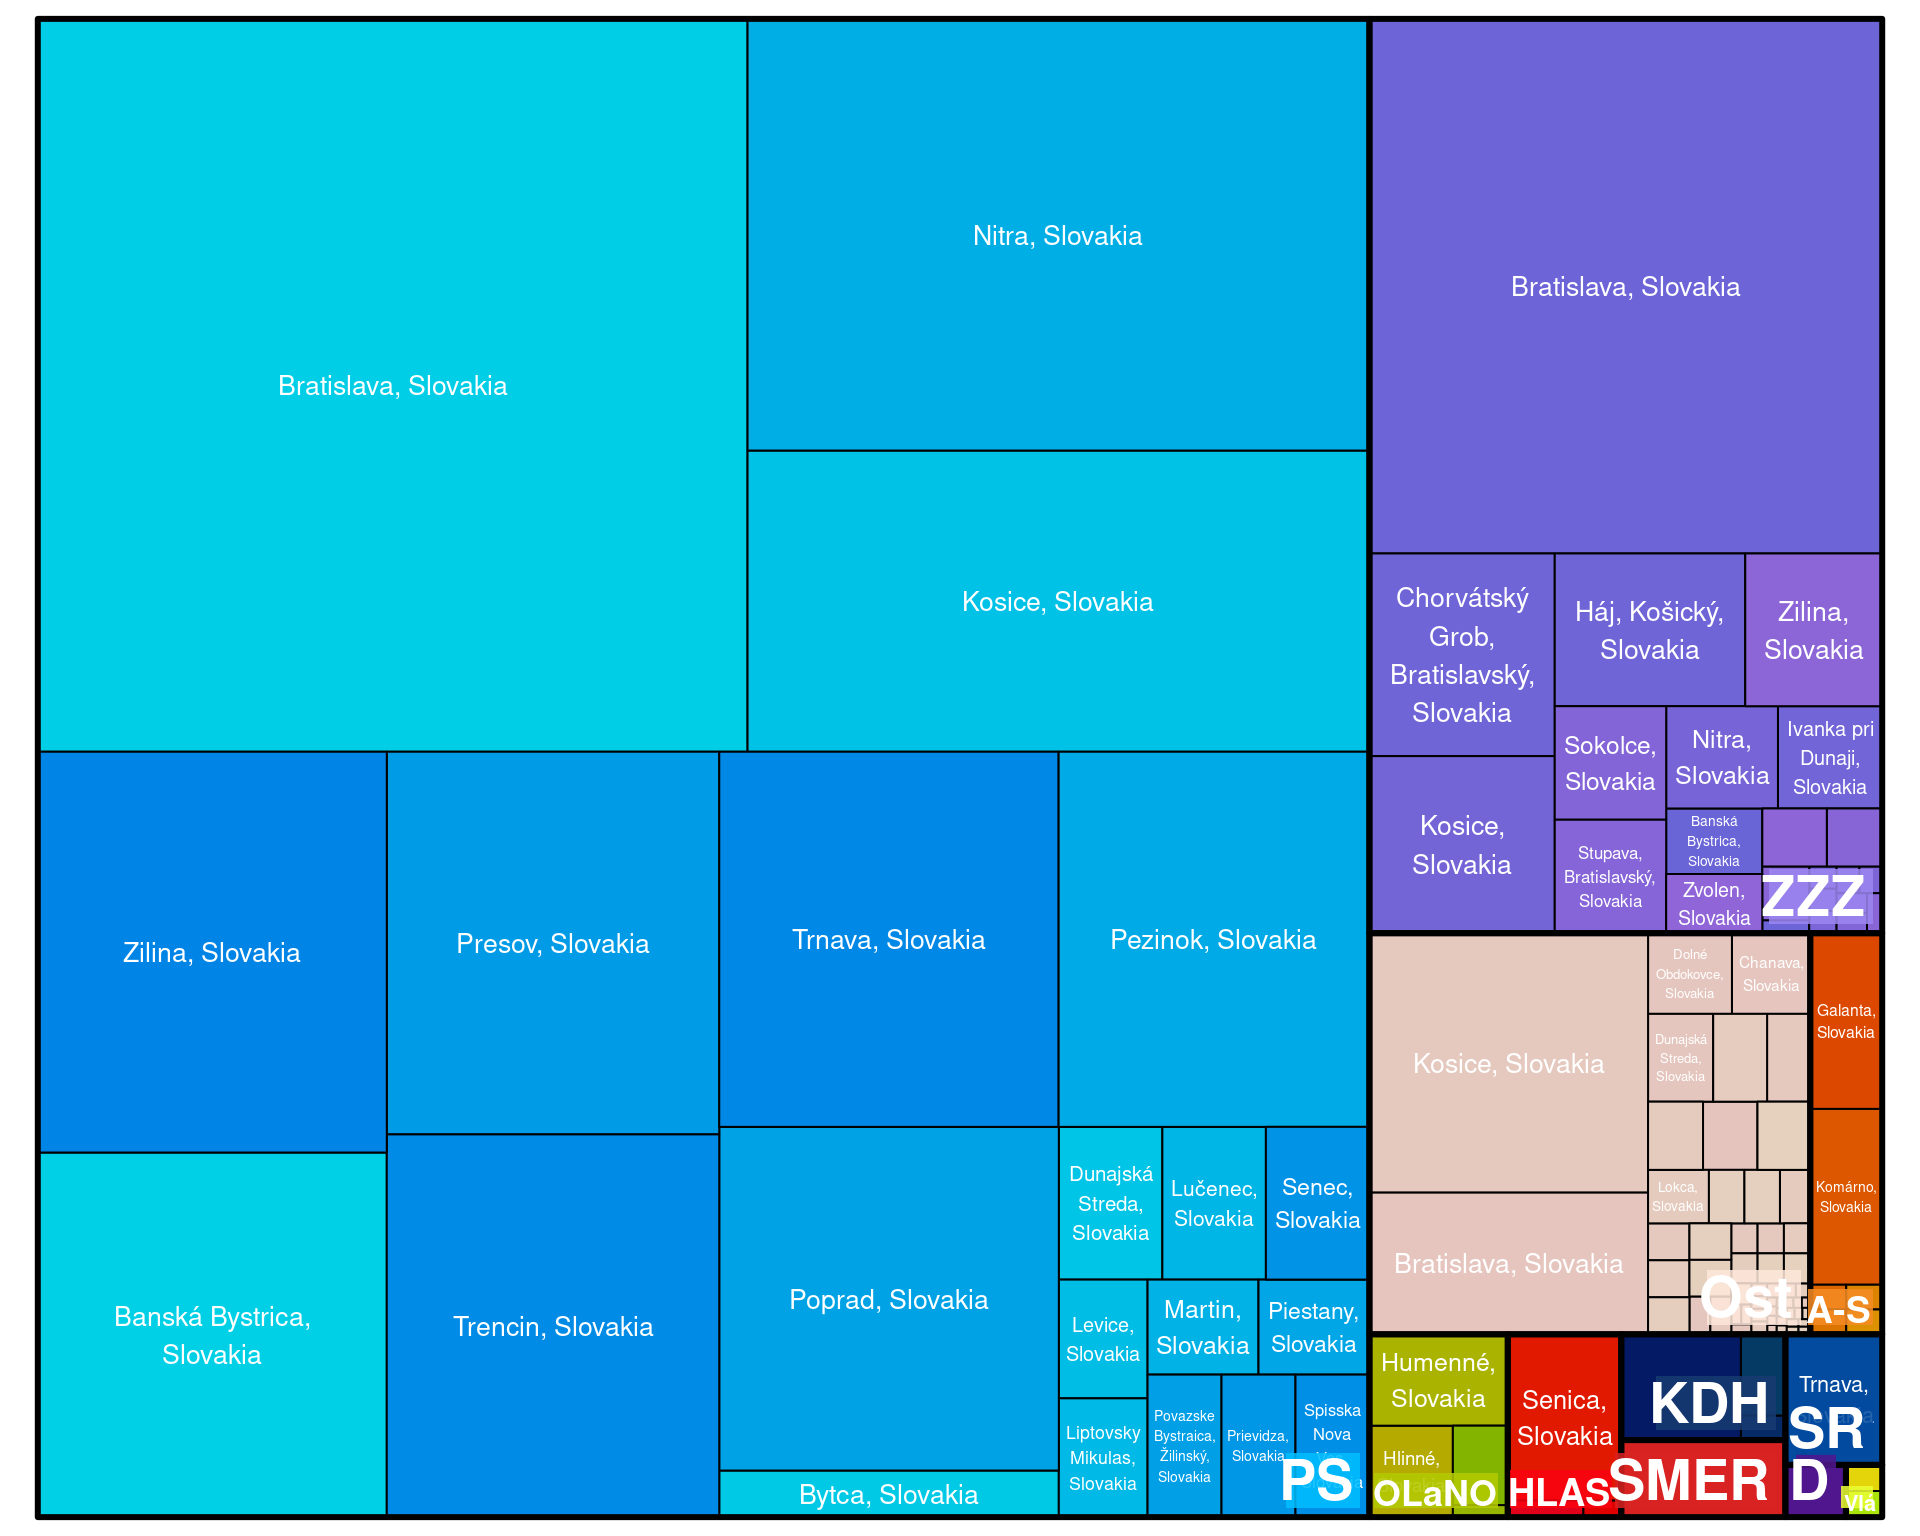 Bratislava, Slovakia
Nitra, Slovakia
Kosice, Slovakia
Zilina, Slovakia
Presov, Slovakia
Trnava, Slovakia
Pezinok, Slovakia
Banská Bystrica,
Slovakia
Trencin, Slovakia
Poprad, Slovakia
Bytca, Slovakia
Dunajská
Streda,
Slovakia
Lučenec,
Slovakia
Senec,
Slovakia
Levice,
Slovakia
Martin,
Slovakia
Piestany,
Slovakia
Liptovsky
Mikulas,
Slovakia
Povazske
Bystraica,
Žilinský,
Slovakia
Prievidza,
Slovakia
Spisska
Nova
PS
Bratislava, Slovakia
Chorvátský
Grob,
Bratislavský,
Slovakia
Háj, Košický,
Slovakia
Zilina,
Slovakia
Kosice,
Slovakia
Sokolce,
Slovakia
Nitra,
Slovakia
Ivanka pri
Dunaji,
Slovakia
Stupava,
Bratislavský,
Slovakia
Banská
Bystrica,
Slovakia
Zvolen,
Slovakia
ZZZ
Kosice, Slovakia
Bratislava, Slovakia
Dolné
Obdokovce,
Slovakia
Chanava,
Slovakia
Dunajská
Streda,
Slovakia
Lokca,
Slovakia
Ost
Galanta,
Slovakia
Komárno,
Slovakia
A-S
Humenné,
Slovakia
Hlinné,
OLaNO
Senica,
Slovakia
HLAS
KDH
SMER
Trnava,
SR
D
Vlá